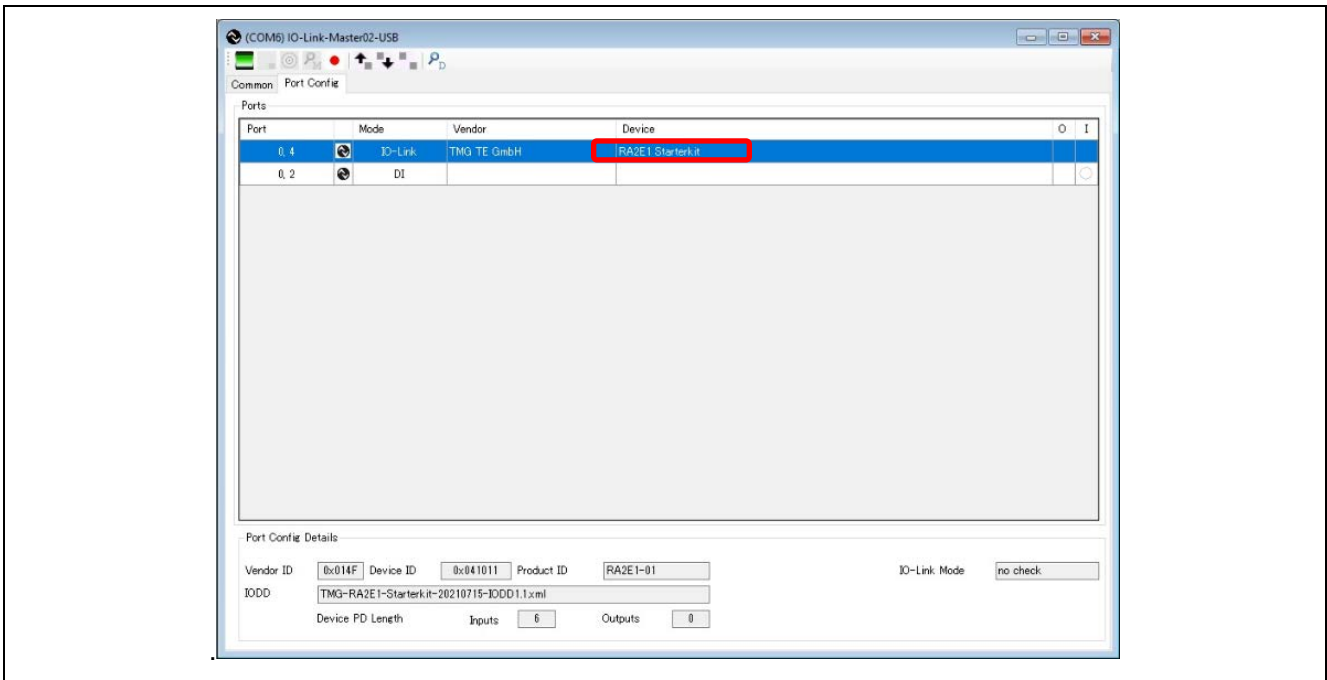 (COM6) IO-Link-Master02-USB
Common Port Config
Ports
Port Mode Vendor Device O I
0, 4 IO-Link TMG TE GmbH RA2E1 Starterkit
0, 2 DI
Port Config Details
Vendor ID 0x014F Device ID 0x041011 Product ID RA2E1-01 IO-Link Mode no check
IODD TMG-RA2E1-Starterkit-20210715-IODD1.1.xml
Device PD Length Inputs 6 Outputs 0
.